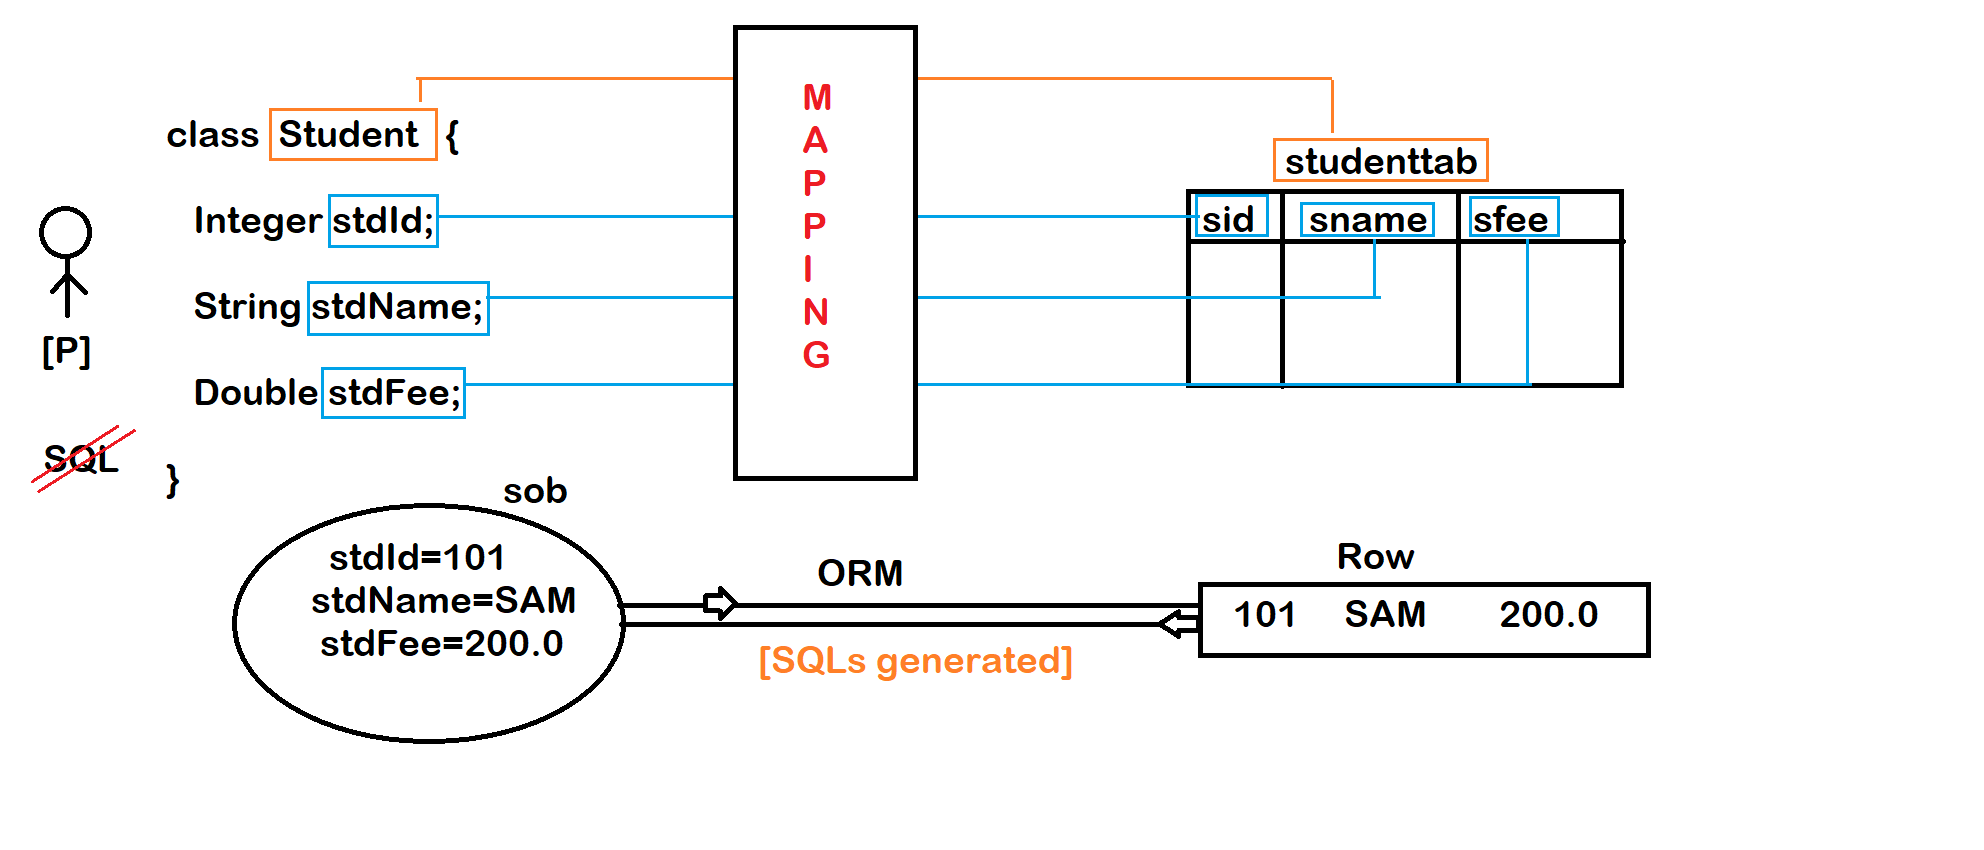 MAPPING
class Student {
studenttab
Integer stdId;
sid sname sfee
String stdName;
[P]
Double stdFee;
SQL
}
sob
stdId=101
stdName=SAM
stdFee=200.0
ORM
[SQLs generated]
Row
101 SAM 200.0